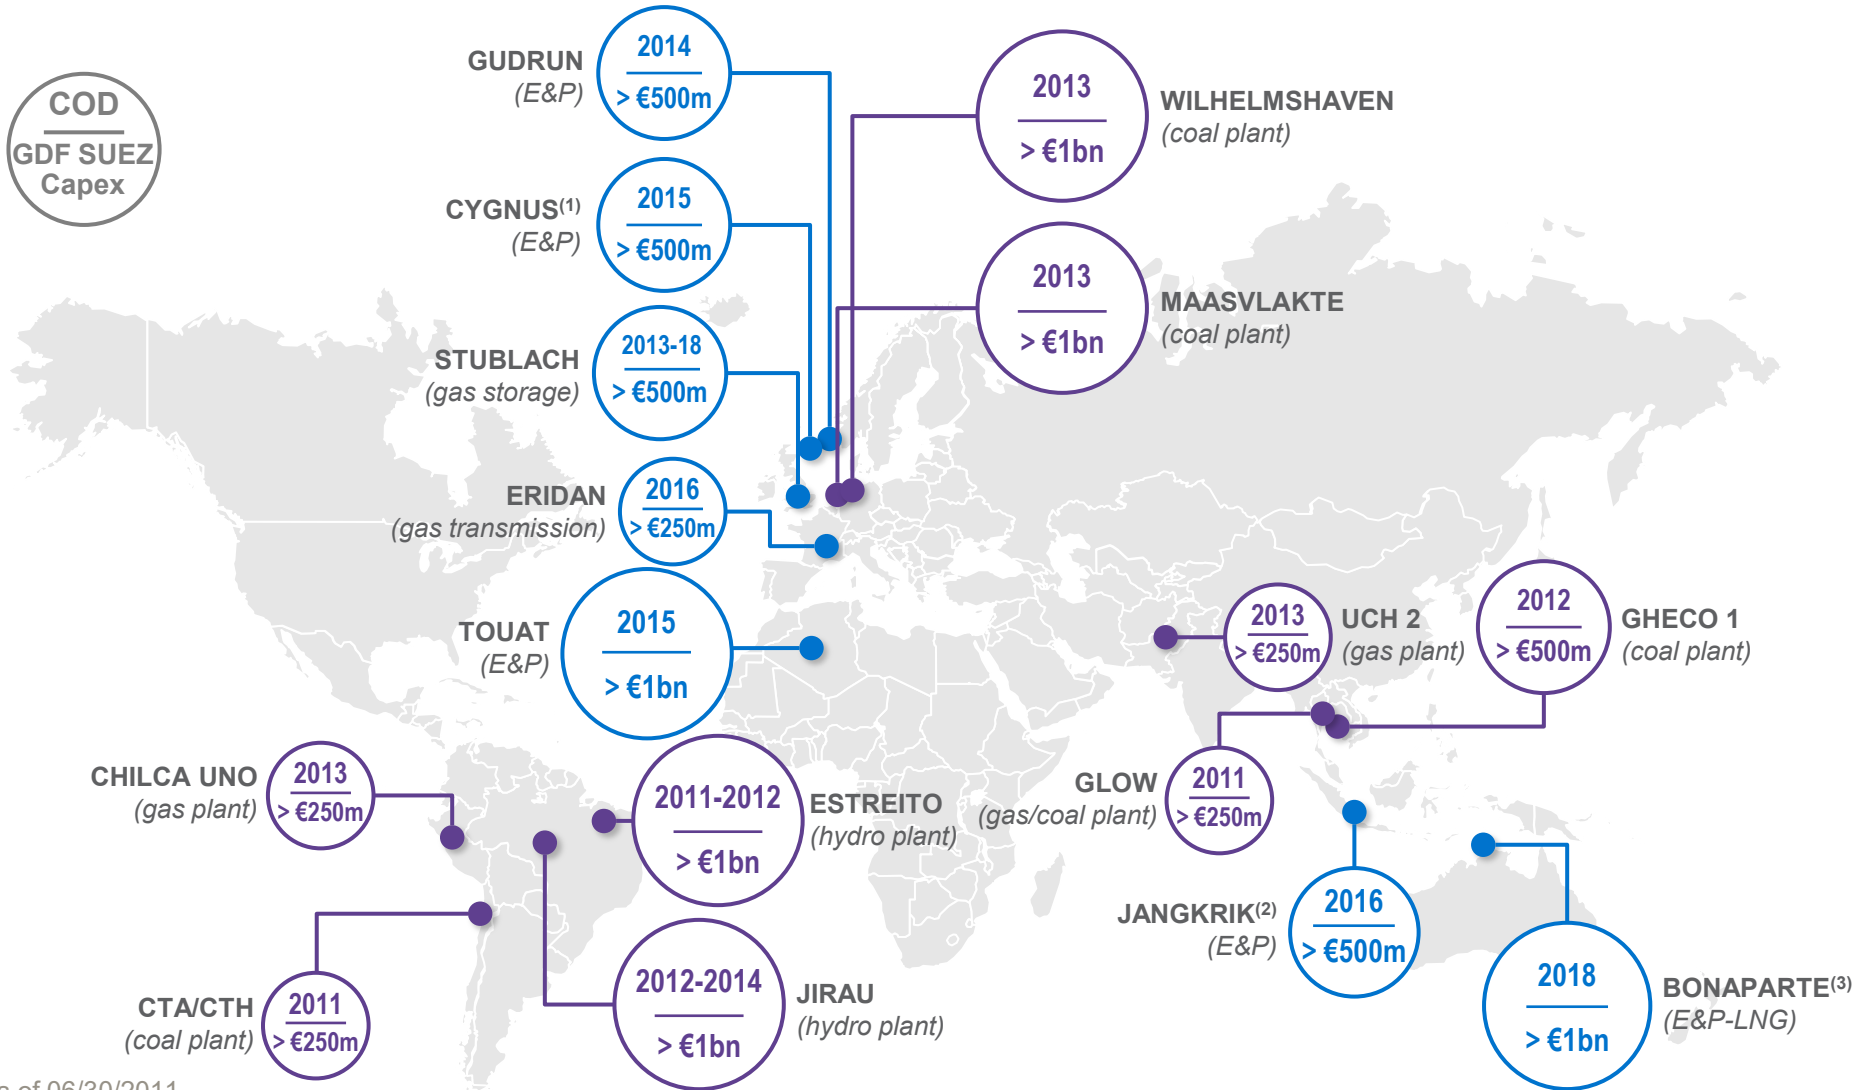 COD
GDF SUEZ
Capex
GUDRUN
(E&P)
2014
> €500m
CYGNUS(1)
(E&P)
2015
> €500m
STUBLACH
(gas storage)
2013-18
> €500m
ERIDAN
(gas transmission)
2016
> €250m
TOUAT
(E&P)
2015
> €1bn
2013
> €1bn
WILHELMSHAVEN
(coal plant)
2013
> €1bn
MAASVLAKTE
(coal plant)
2013
> €250m
UCH 2
(gas plant)
2012
> €500m
GHECO 1
(coal plant)
CHILCA UNO
(gas plant)
2013
> €250m
2011-2012
> €1bn
ESTREITO
(hydro plant)
GLOW
(gas/coal plant)
2011
> €250m
JANGKRIK(2)
(E&P)
2016
> €500m
CTA/CTH
(coal plant)
2011
> €250m
2012-2014
> €1bn
JIRAU
(hydro plant)
2018
> €1bn
BONAPARTE(3)
(E&P-LNG)
of 06/30/2011